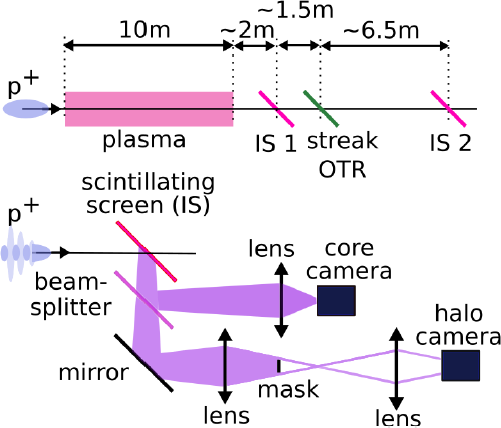 10m
~2m
~1.5m
~6.5m
p+
plasma
IS 1
streak
OTR
IS 2
scintillating
screen (IS)
p+
beam-
splitter
lens
core
camera
mirror
lens
mask
halo
camera
lens